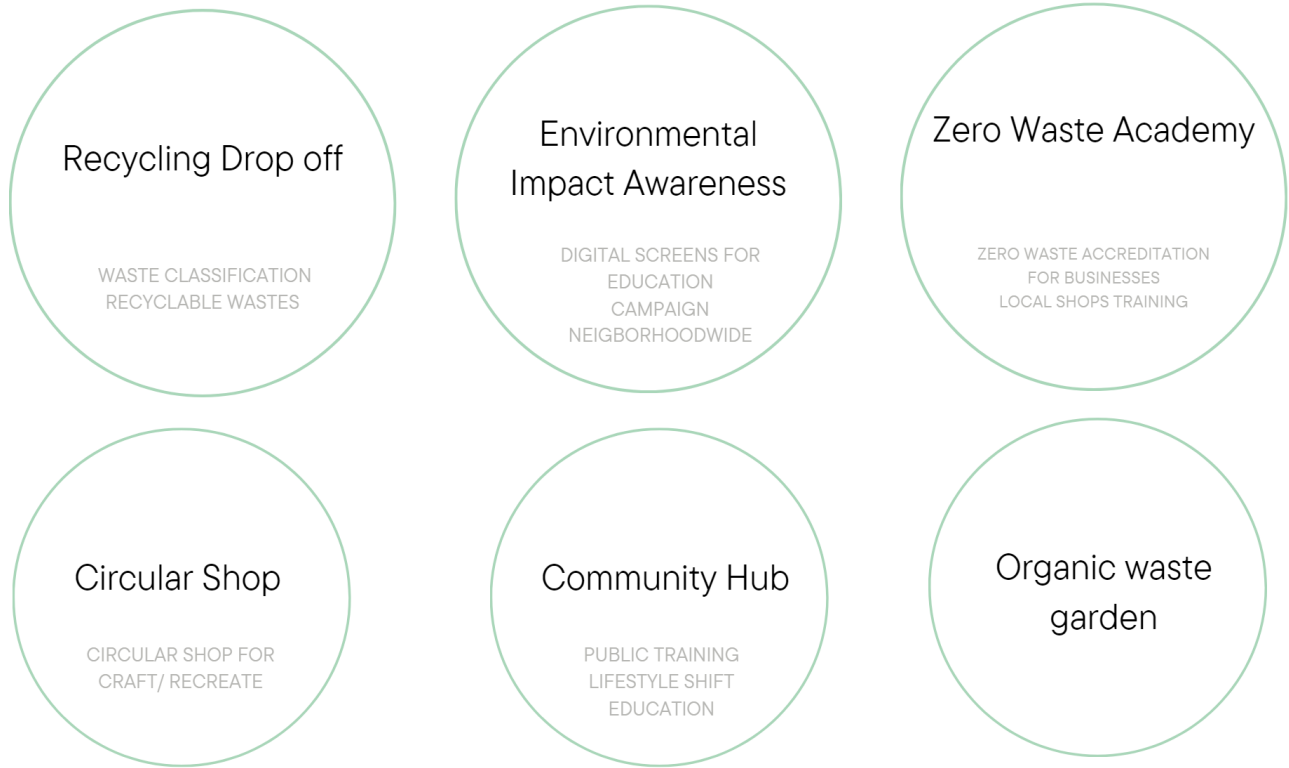 Recycling Drop off
WASTE CLASSIFICATION
RECYCLABLE WASTES
Environmental
Impact Awareness
DIGITAL SCREENS FOR
EDUCATION
CAMPAIGN
NEIGBORHOODWIDE
Zero Waste Academy
ZERO WASTE ACCREDITATION
FOR BUSINESSES
LOCAL SHOPS TRAINING
Circular Shop
CIRCULAR SHOP FOR
CRAFT/ RECREATE
Community Hub
PUBLIC TRAINING
LIFESTYLE SHIFT
EDUCATION
Organic waste
garden